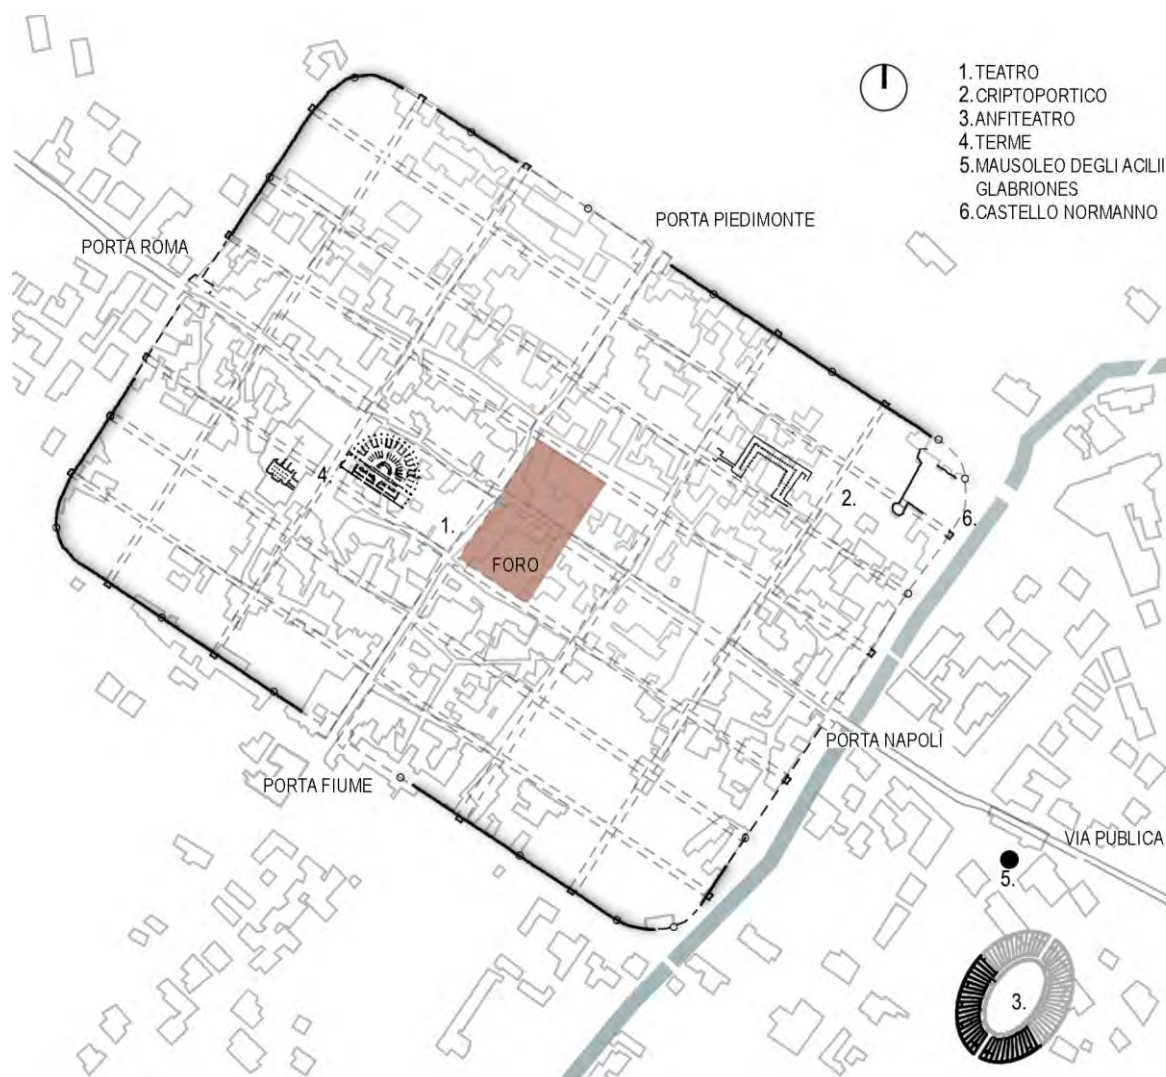 1. TEATRO
2. CRIPTOPORTICO
3. ANFITEATRO
4. TERME
5. MAUSOLEO DEGLI ACILII
GLABRIONES
6. CASTELLO NORMANNO
PORTA PIEDIMONTE
PORTA ROMA
4.
2.
1.
6.
FORO
PORTA NAPOLI
PORTA FIUME
VIA PUBLICA
5.
3.